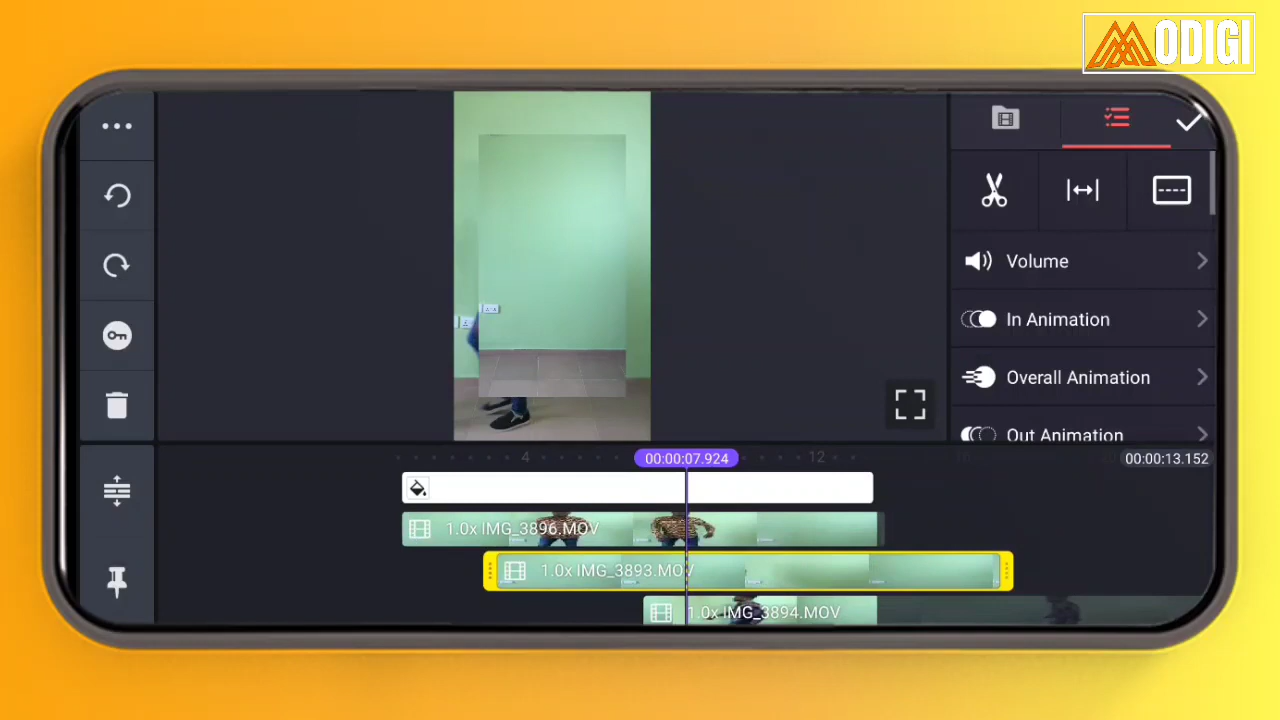 MODIGI
Volume
In Animation
Overall Animation
Out Animation
4
00:00:07.924
12
00:00:13.152
1.0x IMG_3896.MOV
1.0x IMG_3893.MOV
1.0x IMG_3894.MOV